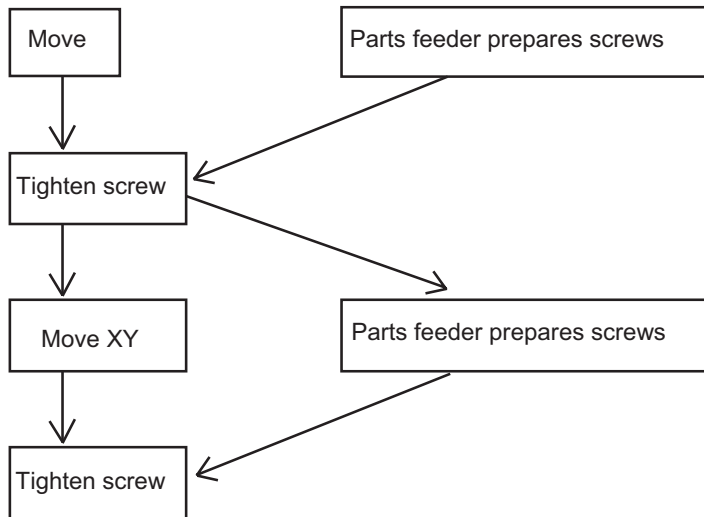 Move
Parts feeder prepares screws
Tighten screw
Move XY
Parts feeder prepares screws
Tighten screw